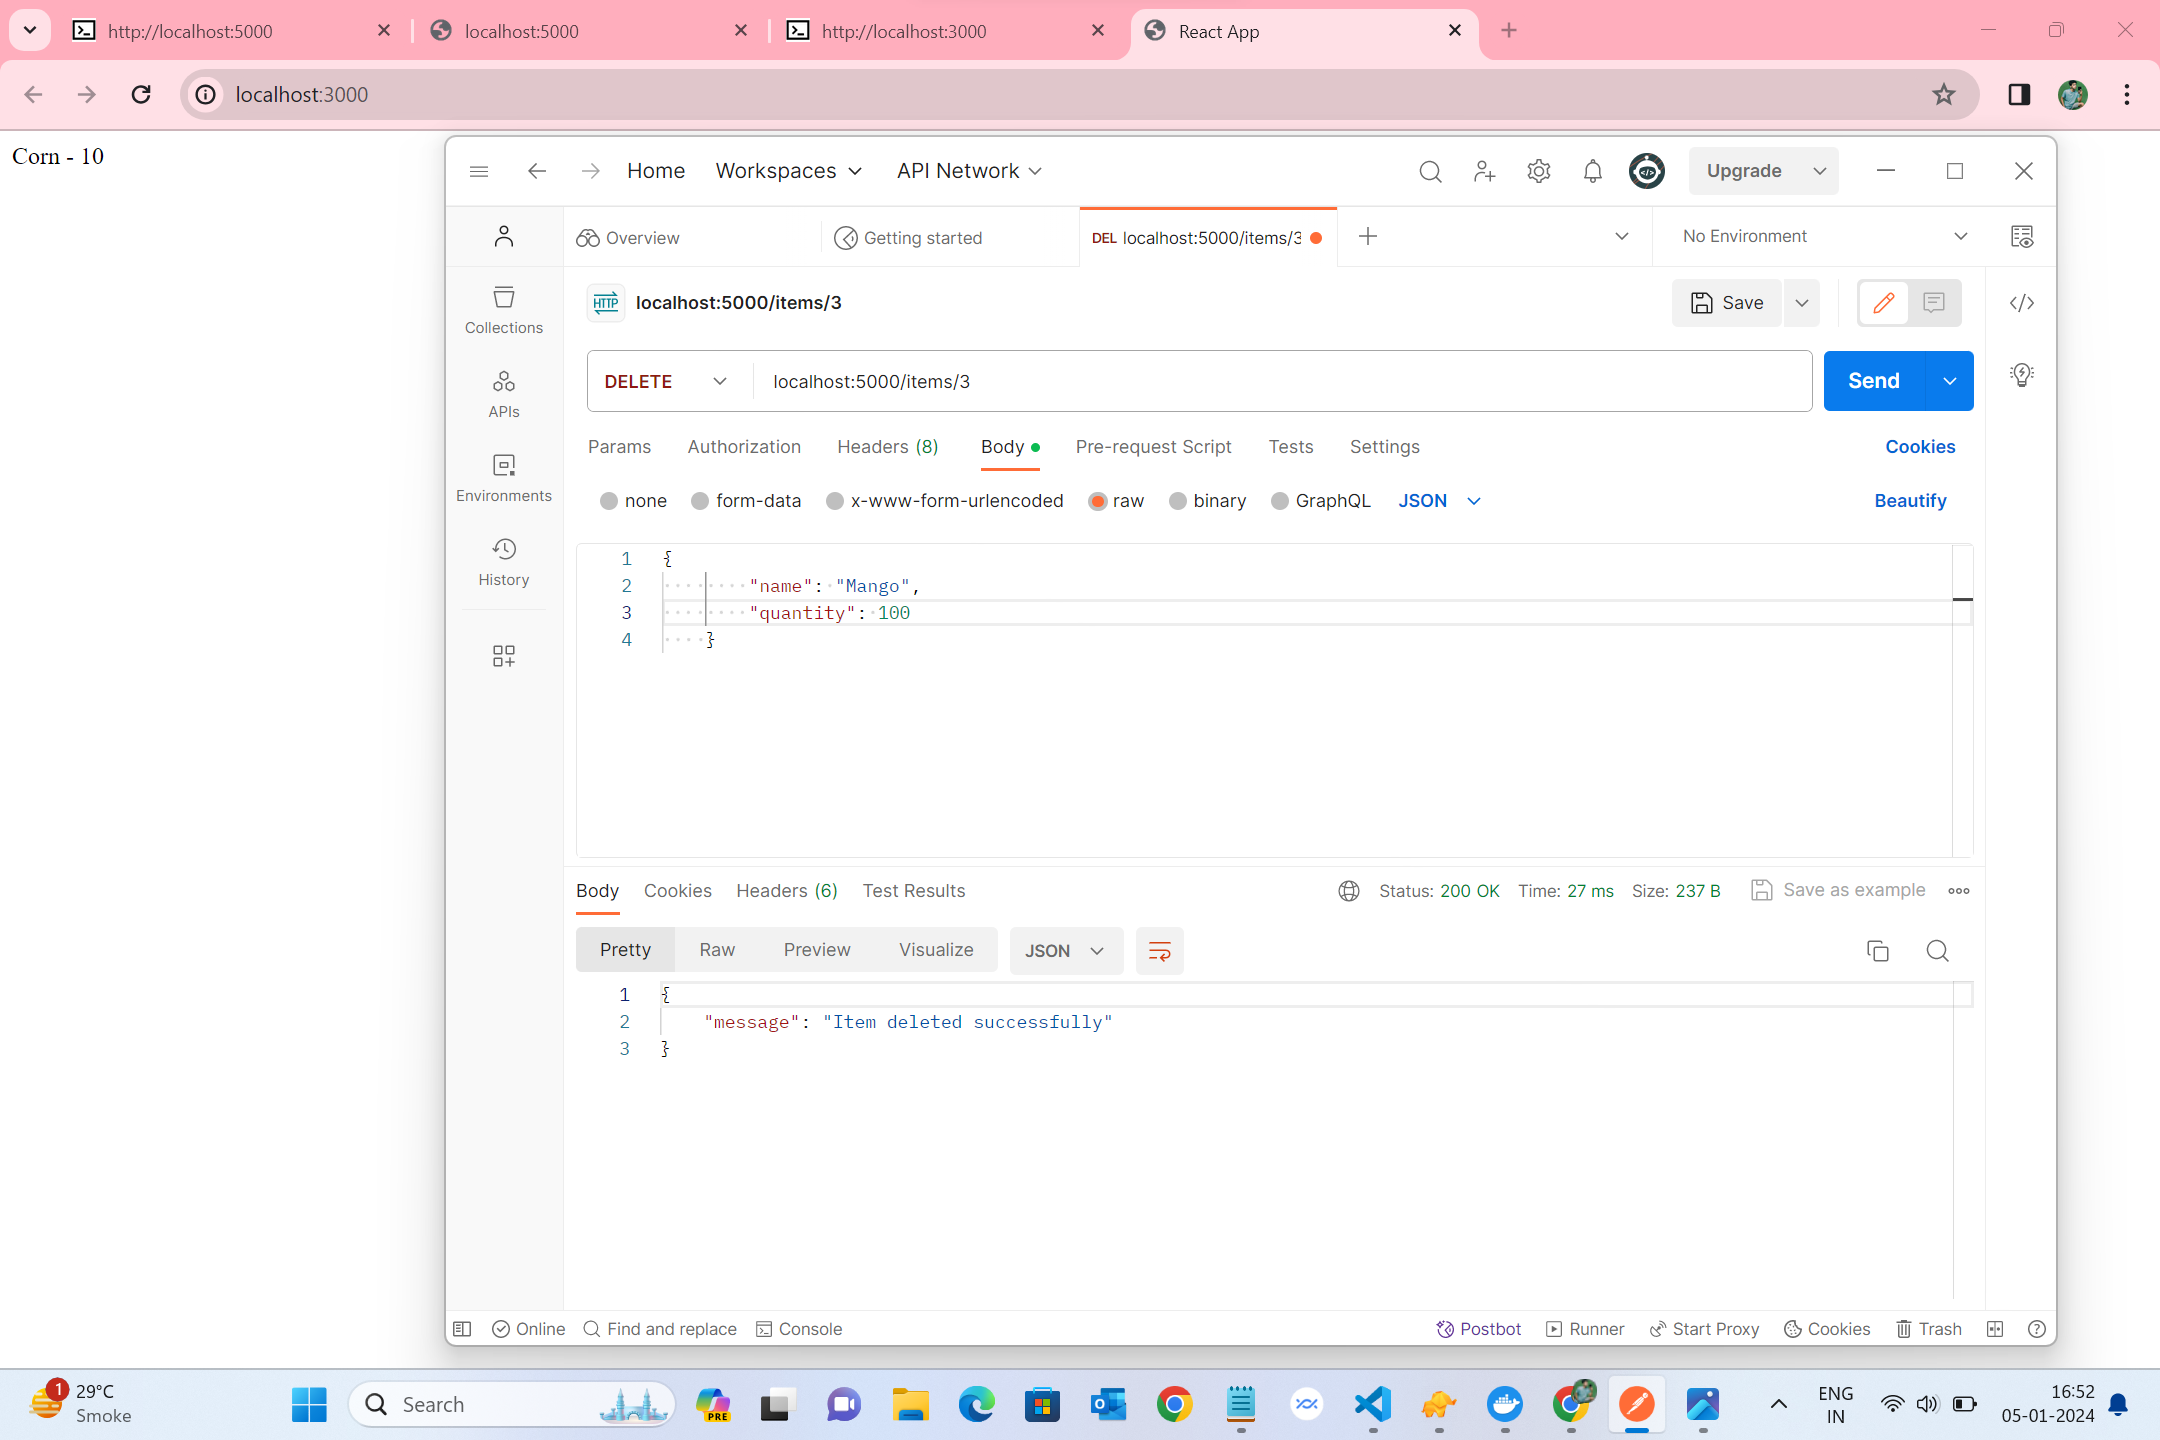 http://localhost:5000
localhost:5000
http://localhost:3000
React App
localhost:3000
Corn - 10
Home Workspaces API Network Upgrade
Overview Getting started DEL localhost:5000/items/3 No Environment
HTTP localhost:5000/items/3 Save
Collections
APIs
Environments
History
DELETE localhost:5000/items/3 Send
Params Authorization Headers (8) Body Pre-request Script Tests Settings Cookies
none form-data x-www-form-urlencoded raw binary GraphQL JSON Beautify
1 {
2 "name": "Mango",
3 "quantity": 100
4 }
Body Cookies Headers (6) Test Results Status: 200 OK Time: 27 ms Size: 237 B Save as example
Pretty Raw Preview Visualize JSON
1 {
2 "message": "Item deleted successfully"
3 }
Online Find and replace Console Postbot Runner Start Proxy Cookies Trash
1
29°C
Smoke
Search
PRE
ENG
IN
16:52
05-01-2024